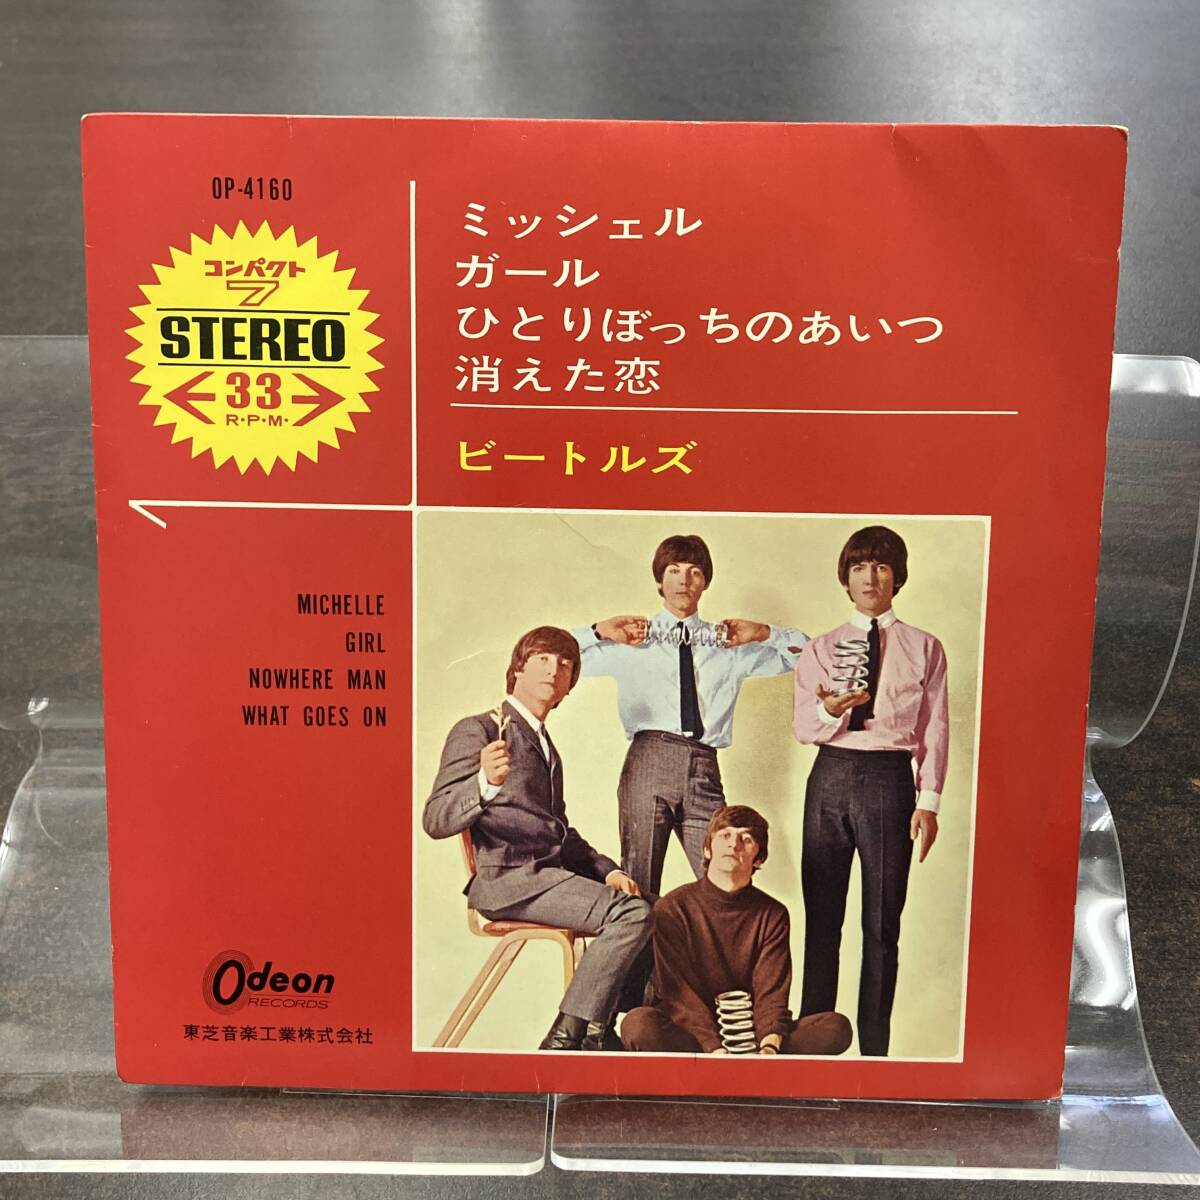 OP-4160
コンパクト
7
STEREO
33
R・P・M・
ミッシェル
ガール
ひとりぼっちのあいつ
消えた恋
ビートルズ
MICHELLE
GIRL
NOWHERE MAN
WHAT GOES ON
Odeon
RECORDS
東芝音楽工業株式会社